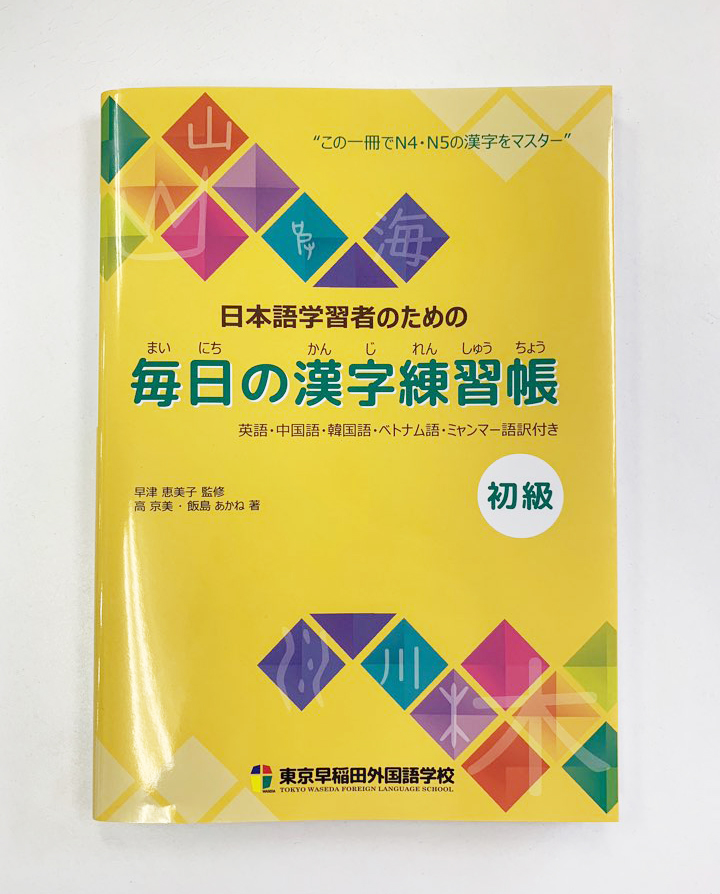 山
“この一冊でN4・N5の漢字をマスター”
海
日本語学習者のための
まい にち かん じ れん しゅう ちょう
毎日の漢字練習帳
英語・中国語・韓国語・ベトナム語・ミャンマー語訳付き
早津 恵美子 監修
高 京美・飯島 あかね 著
初級
川
木
東京早稲田外国語学校
WASEDA
TOKYO WASEDA FOREIGN LANGUAGE SCHOOL